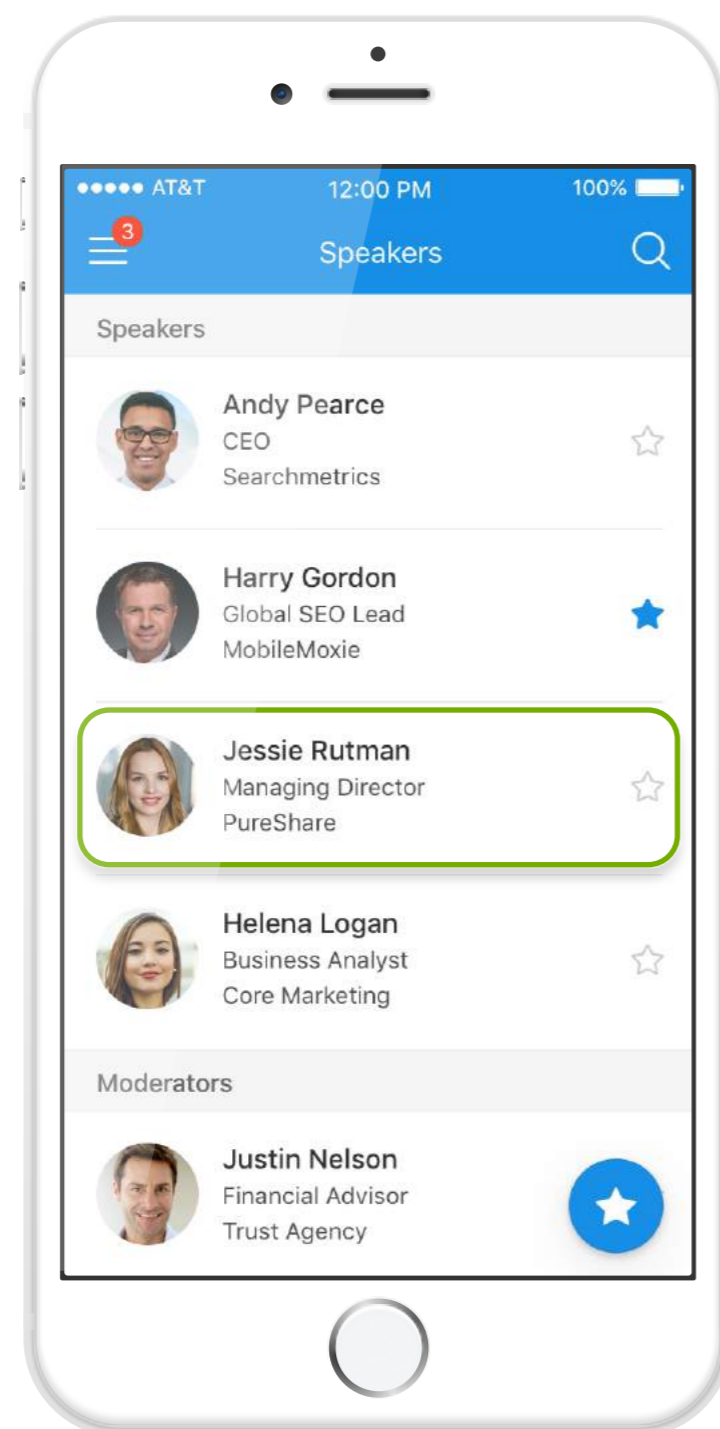 AT&T 12:00 PM 100%
3
Speakers
Speakers
Andy Pearce
CEO
Searchmetrics
Harry Gordon
Global SEO Lead
MobileMoxie
Jessie Rutman
Managing Director
PureShare
Helena Logan
Business Analyst
Core Marketing
Moderators
Justin Nelson
Financial Advisor
Trust Agency